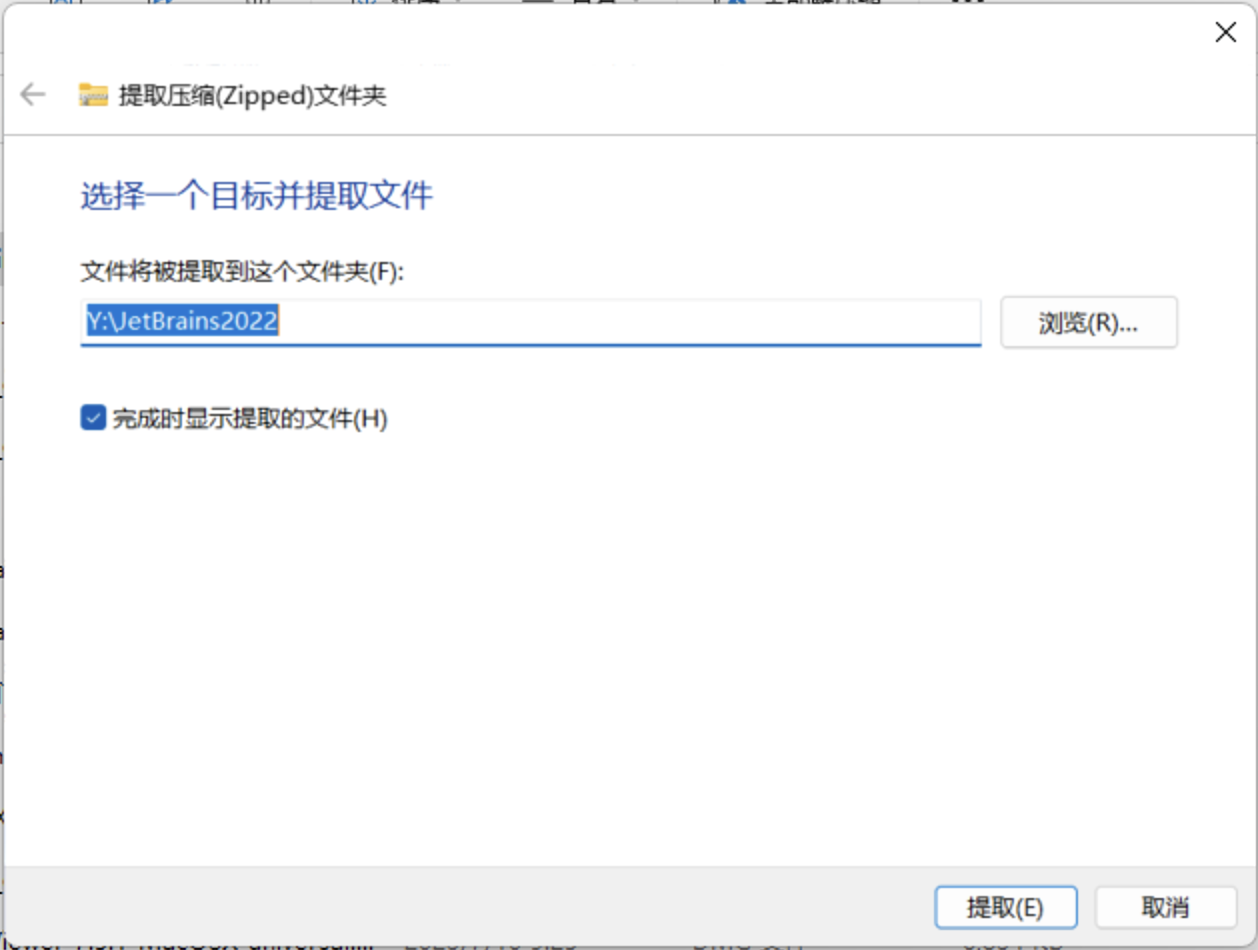 提取压缩(Zipped)文件夹
选择一个目标并提取文件
文件将被提取到这个文件夹(F):
Y:\JetBrains2022
浏览(R)...
完成时显示提取的文件(H)
提取(E)
取消